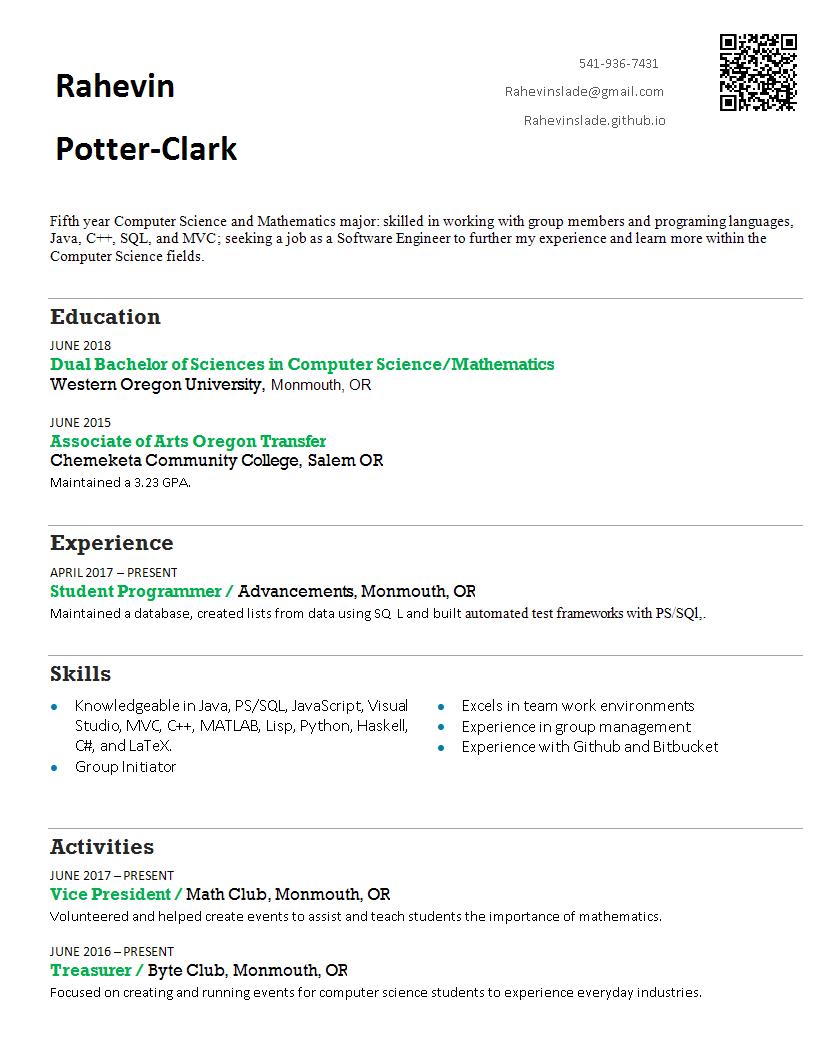 Rahevin
Potter-Clark
541-936-7431
Rahevinslade@gmail.com
Rahevinslade.github.io
Fifth year Computer Science and Mathematics major: skilled in working with group members and programing languages,
Java, C++, SQL, and MVC; seeking a job as a Software Engineer to further my experience and learn more within the
Computer Science fields.
Education
JUNE 2018
Dual Bachelor of Sciences in Computer Science/Mathematics
Western Oregon University, Monmouth, OR
JUNE 2015
Associate of Arts Oregon Transfer
Chemeketa Community College, Salem OR
Maintained a 3.23 GPA.
Experience
APRIL 2017 – PRESENT
Student Programmer / Advancements, Monmouth, OR
Maintained a database, created lists from data using SQ L and built automated test frameworks with PS/SQl,.
Skills
• Knowledgeable in Java, PS/SQL, JavaScript, Visual
Studio, MVC, C++, MATLAB, Lisp, Python, Haskell,
C#, and LaTeX.
• Group Initiator
• Excels in team work environments
• Experience in group management
• Experience with Github and Bitbucket
Activities
JUNE 2017 – PRESENT
Vice President / Math Club, Monmouth, OR
Volunteered and helped create events to assist and teach students the importance of mathematics.
JUNE 2016 – PRESENT
Treasurer / Byte Club, Monmouth, OR
Focused on creating and running events for computer science students to experience everyday industries.